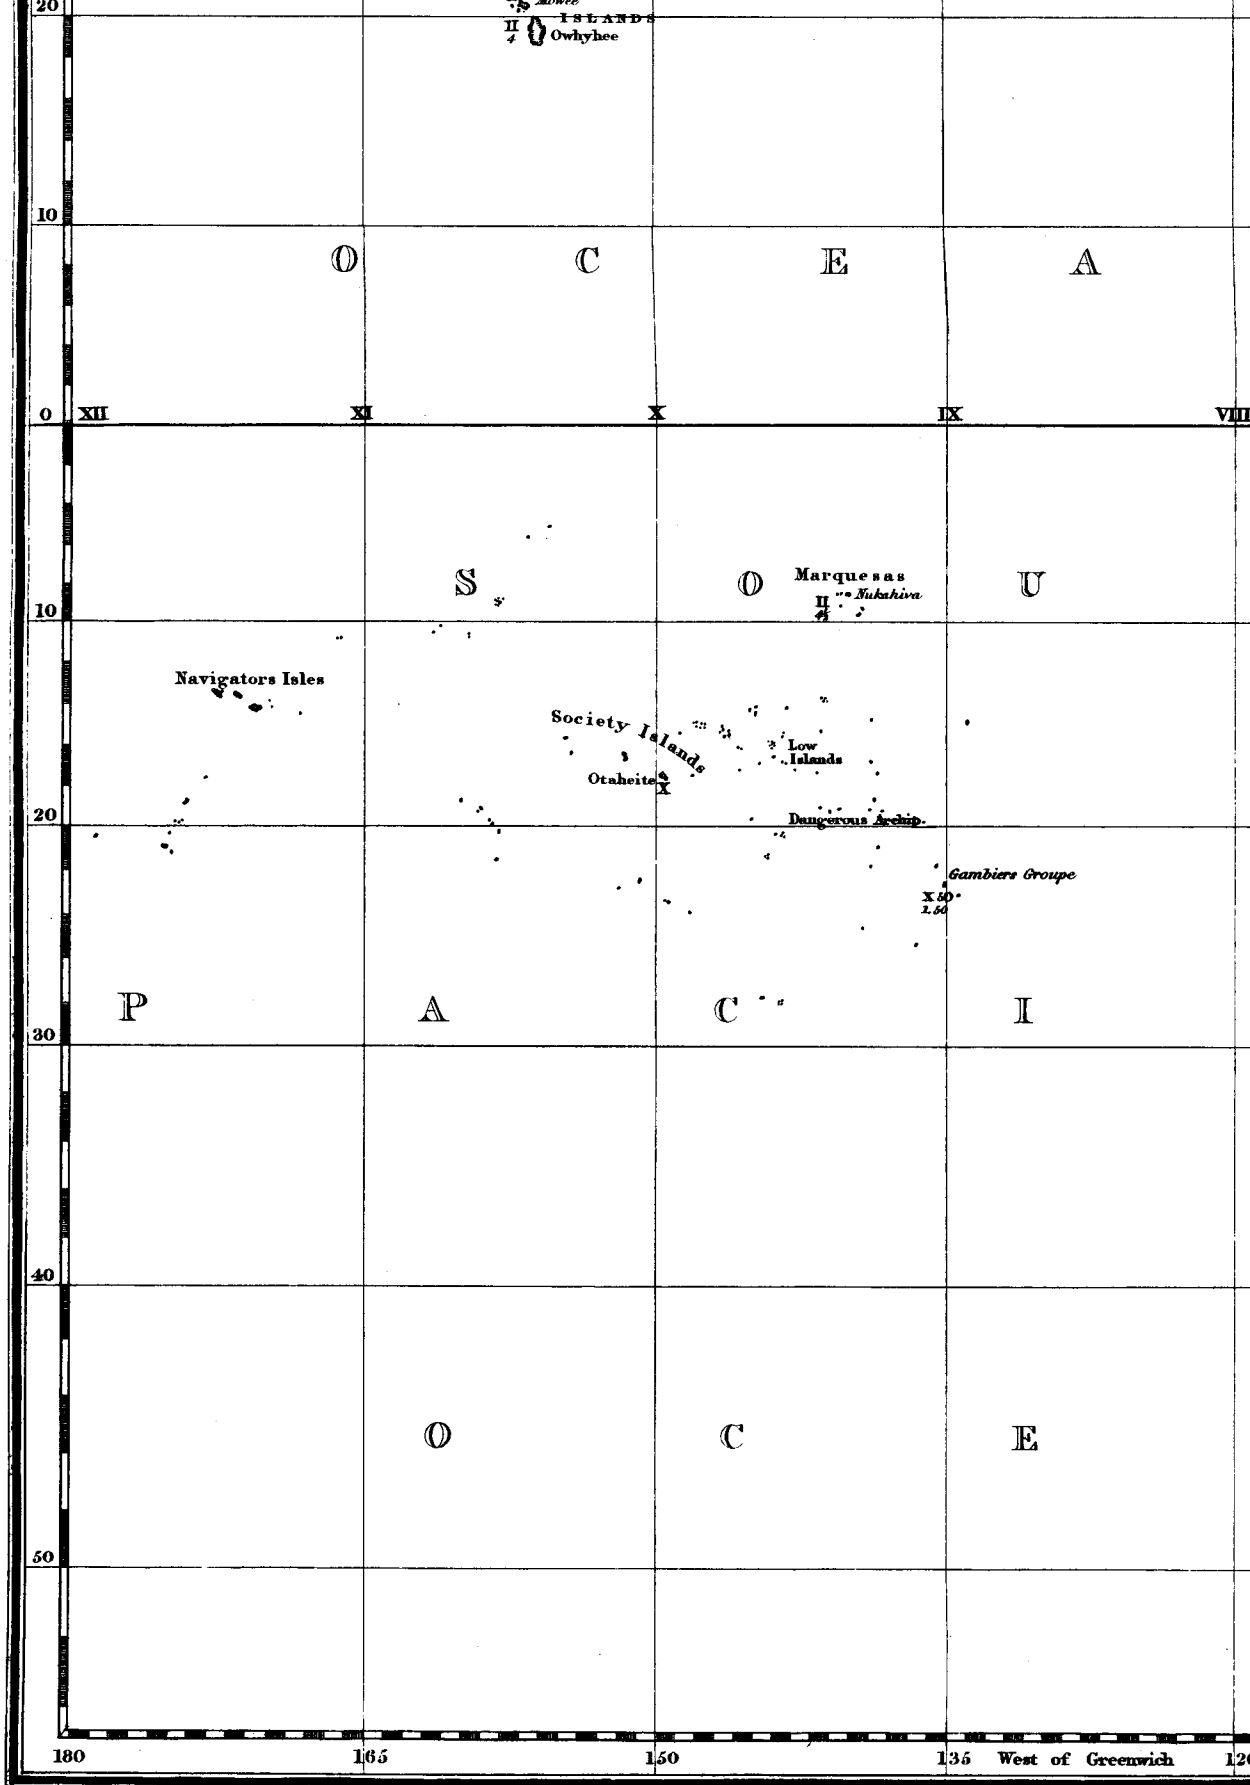 20
Mowee
ISLANDS
II
4
Owhyhee
10
O C E A
0 XII XI X IX VIII
S O U
Marquesas
Nukahiva
II
10
Navigators Isles
Society Islands
Low
Islands
Otaheite
X
20
Dangerous Archip.
Gambiers Groupe
X 50
1.50
P A C I
30
40
O C E
50
180 165 150 135 West of Greenwich 120